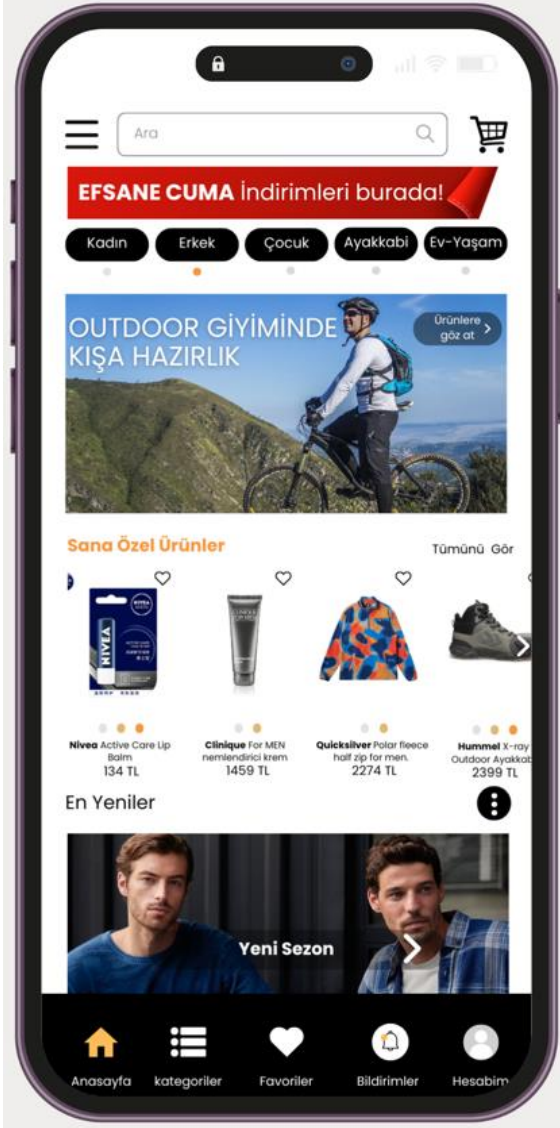 Ara
EFSANE CUMA İndirimleri burada!
Kadın
Erkek
Çocuk
Ayakkabi
Ev-Yaşam
OUTDOOR GİYİMİNDE
KIŞA HAZIRLIK
Ürünlere
göz at
Sana Özel Ürünler
Tümünü Gör
NIVEA
NIVEA
Nivea Active Care Lip
Balm
134 TL
Clinique For MEN
nemlendirici krem
1459 TL
Quicksilver Polar fleece
half zip for men.
2274 TL
Hummel X-ray
Outdoor Ayakkab
2399 TL
En Yeniler
Yeni Sezon
Anasayfa
kategoriler
Favoriler
Bildirimler
Hesabim